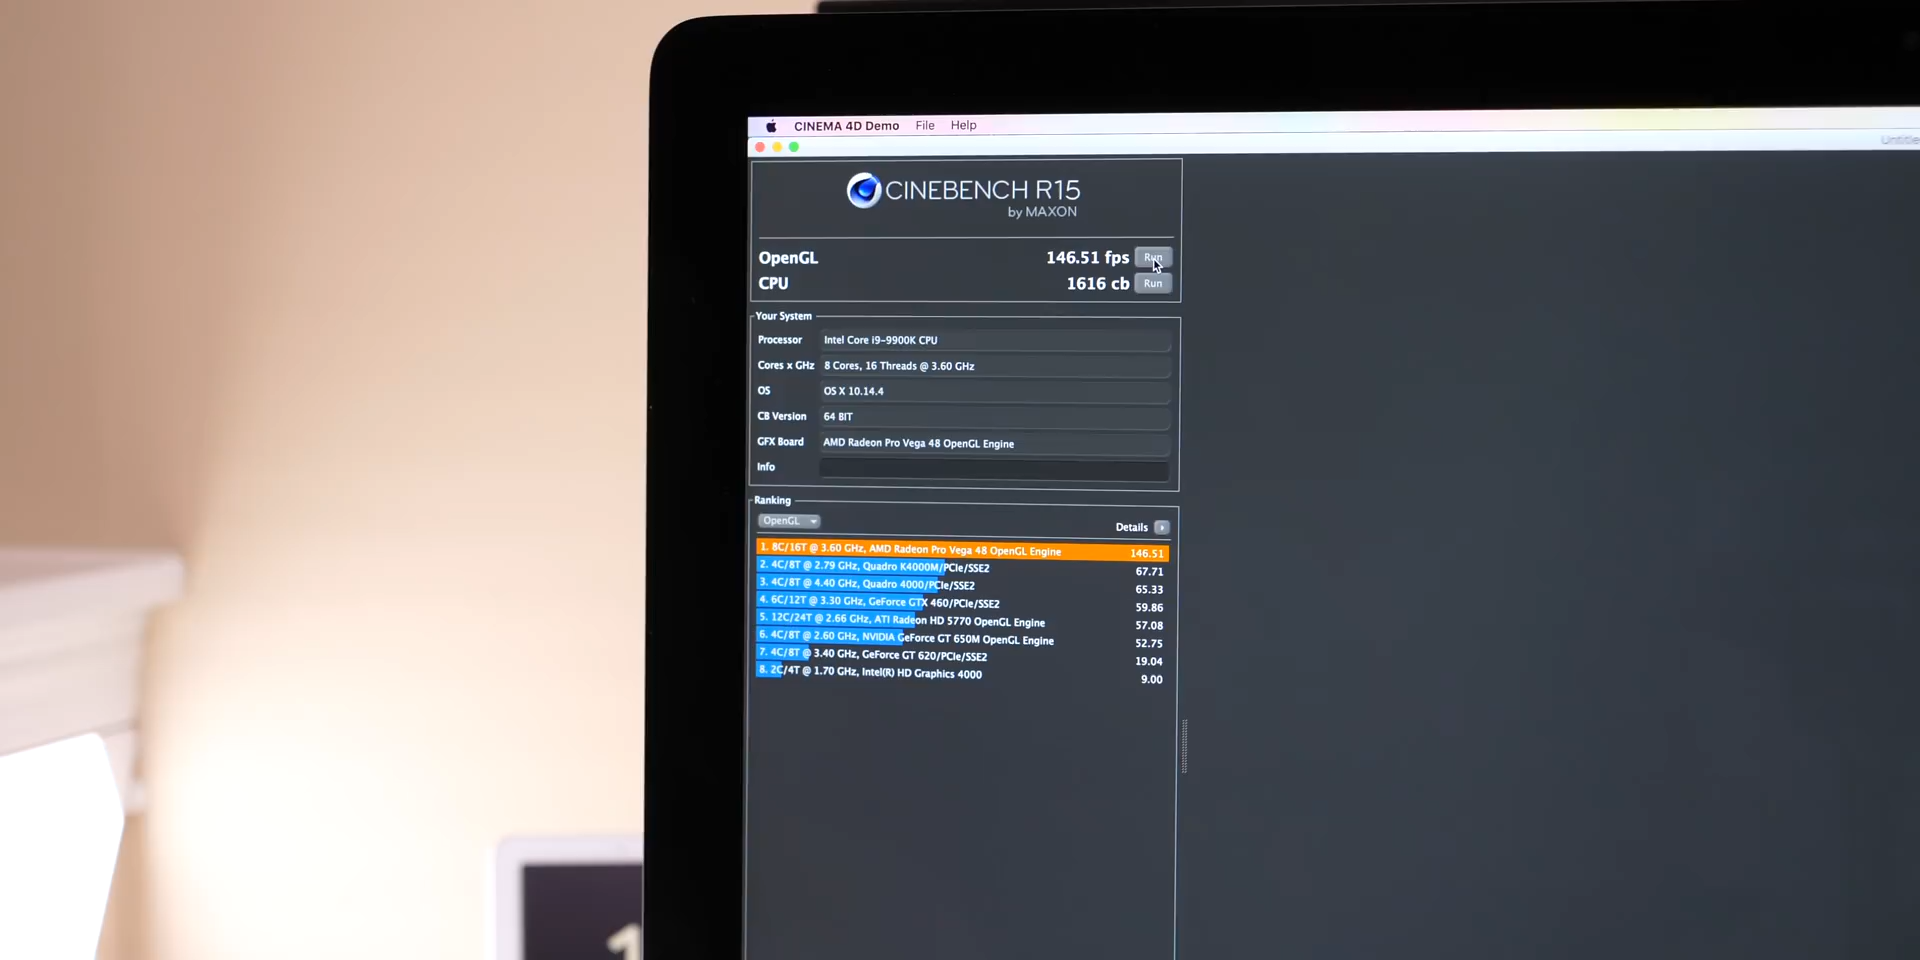 CINEMA 4D Demo File Help
CINEBENCH R15
by MAXON
OpenGL 146.51 fps Run
CPU 1616 cb Run
Your System
Processor Intel Core i9-9900K CPU
Cores x GHz 8 Cores, 16 Threads @ 3.60 GHz
OS OS X 10.14.4
CB Version 64 BIT
GFX Board AMD Radeon Pro Vega 48 OpenGL Engine
Info
Ranking
OpenGL Details
1. 8C/16T @ 3.60 GHz, AMD Radeon Pro Vega 48 OpenGL Engine 146.51
2. 4C/8T @ 2.79 GHz, Quadro K4000M/PCIe/SSE2 67.71
3. 4C/8T @ 4.40 GHz, Quadro 4000/PCIe/SSE2 65.33
4. 6C/12T @ 3.30 GHz, GeForce GTX 460/PCIe/SSE2 59.86
5. 12C/24T @ 2.66 GHz, ATI Radeon HD 5770 OpenGL Engine 57.08
6. 4C/8T @ 2.60 GHz, NVIDIA GeForce GT 650M OpenGL Engine 52.75
7. 4C/8T @ 3.40 GHz, GeForce GT 620/PCIe/SSE2 19.04
8. 2C/4T @ 1.70 GHz, Intel(R) HD Graphics 4000 9.00